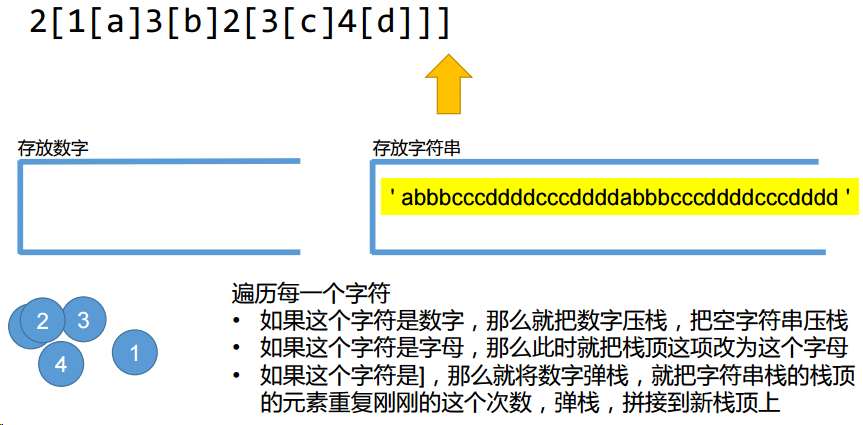 2[1[a]3[b]2[3[c]4[d]]]
存放数字
存放字符串
'abbbcccddddcccddddabbbcccddddcccdddd'
遍历每一个字符
• 如果这个字符是数字，那么就把数字压栈，把空字符串压栈
• 如果这个字符是字母，那么此时就把栈顶这项改为这个字母
• 如果这个字符是]，那么就将数字弹栈，就把字符串栈的栈顶
的元素重复刚刚的这个次数，弹栈，拼接到新栈顶上
2
3
4
1